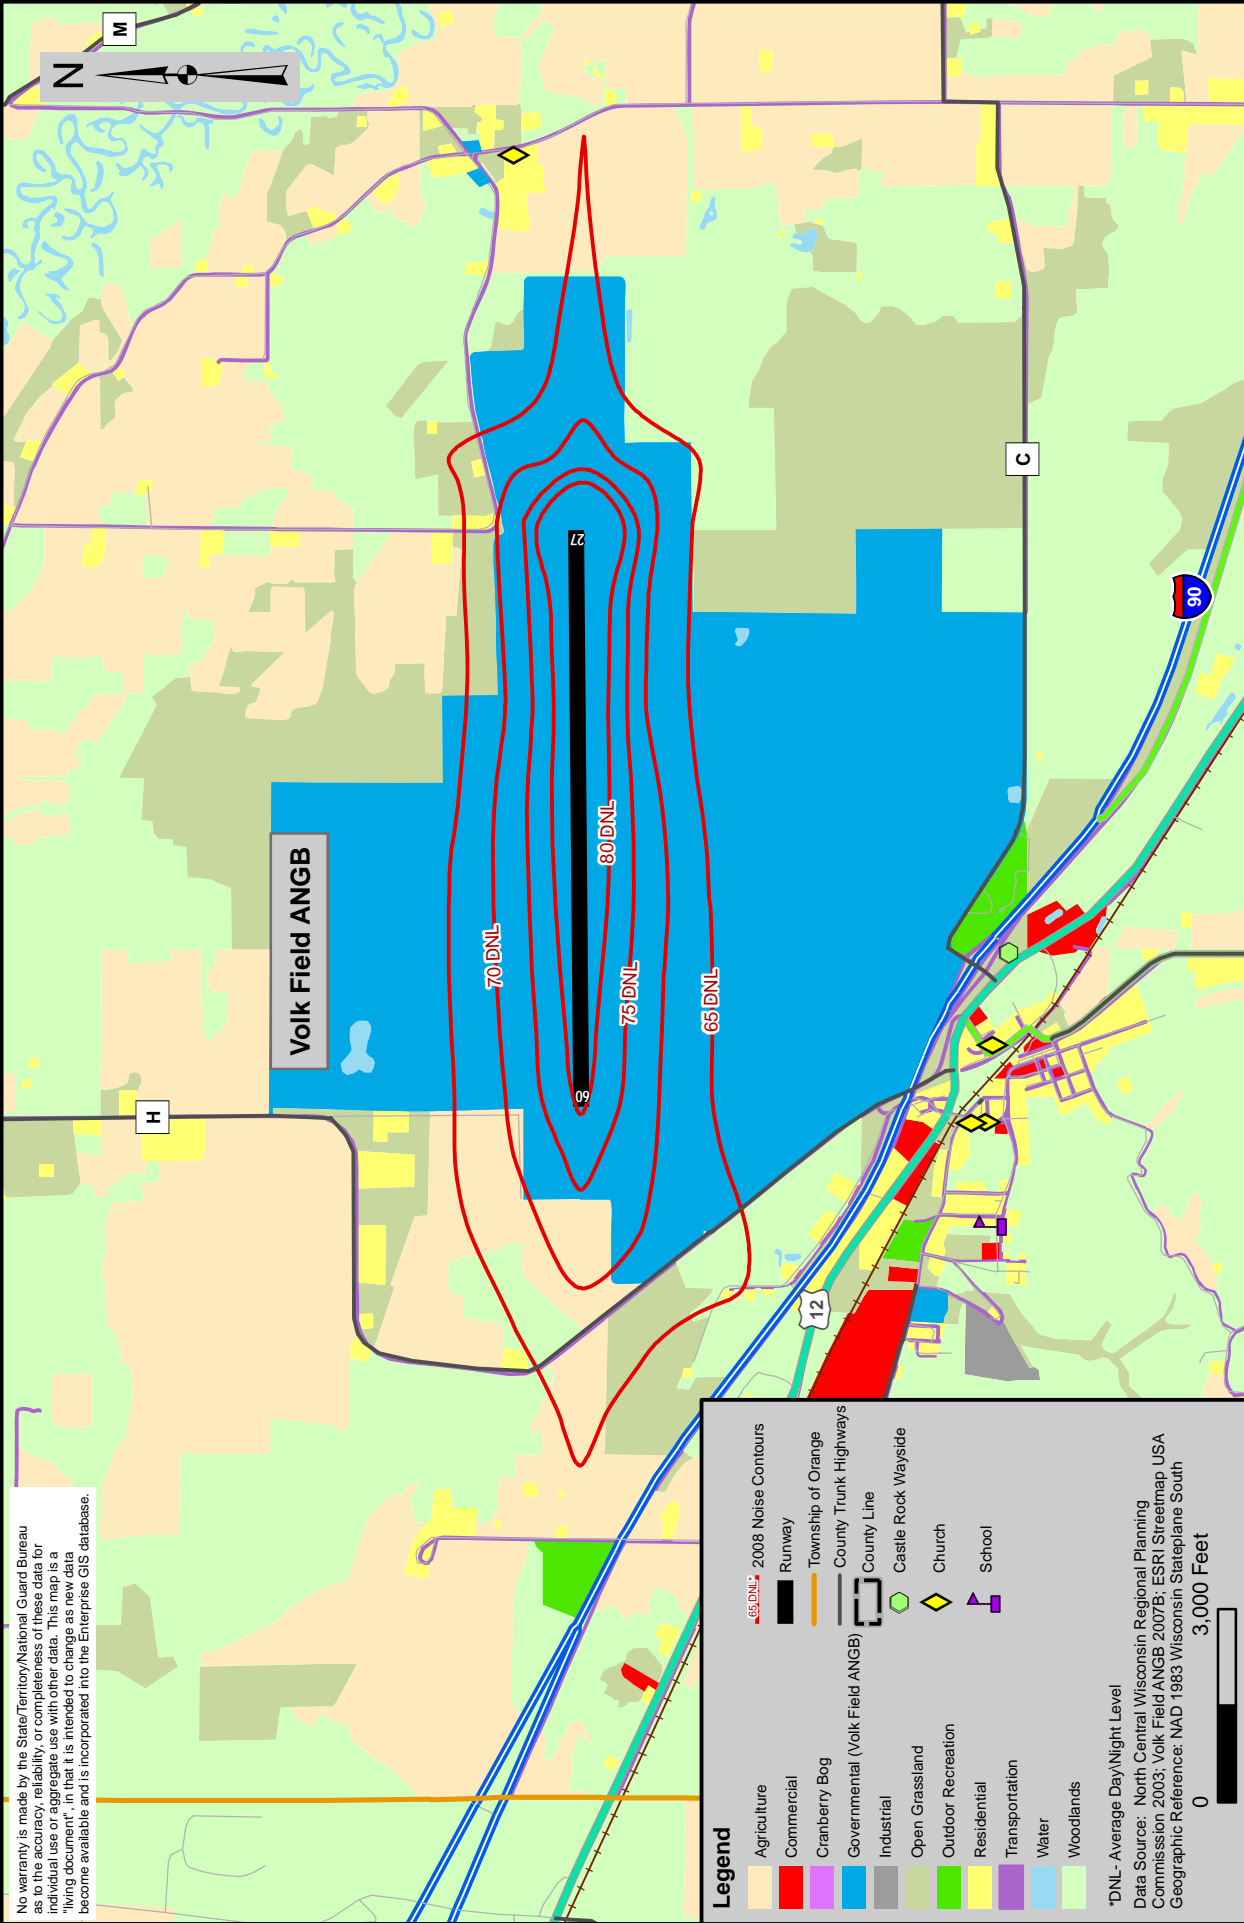 No warranty is made by the State/Territory/National Guard Bureau
as to the accuracy, reliability, or completeness of these data for
individual use or aggregate use with other data. This map is a
"living document", in that it is intended to change as new data
become available and is incorporated into the Enterprise GIS database.
N
M
H
Volk Field ANGB
70 DNL
80 DNL
75 DNL
65 DNL
09
27
C
90
12
Legend
Agriculture
Commercial
Cranberry Bog
Governmental (Volk Field ANGB)
Industrial
Open Grassland
Outdoor Recreation
Residential
Transportation
Water
Woodlands
65 DNL* 2008 Noise Contours
Runway
Township of Orange
County Trunk Highways
County Line
Castle Rock Wayside
Church
School
*DNL- Average Day\Night Level
Data Source: North Central Wisconsin Regional Planning
Commisssion 2003; Volk Field ANGB 2007B; ESRI Streetmap USA
Geographic Reference: NAD 1983 Wisconsin Stateplane South
0 3,000 Feet